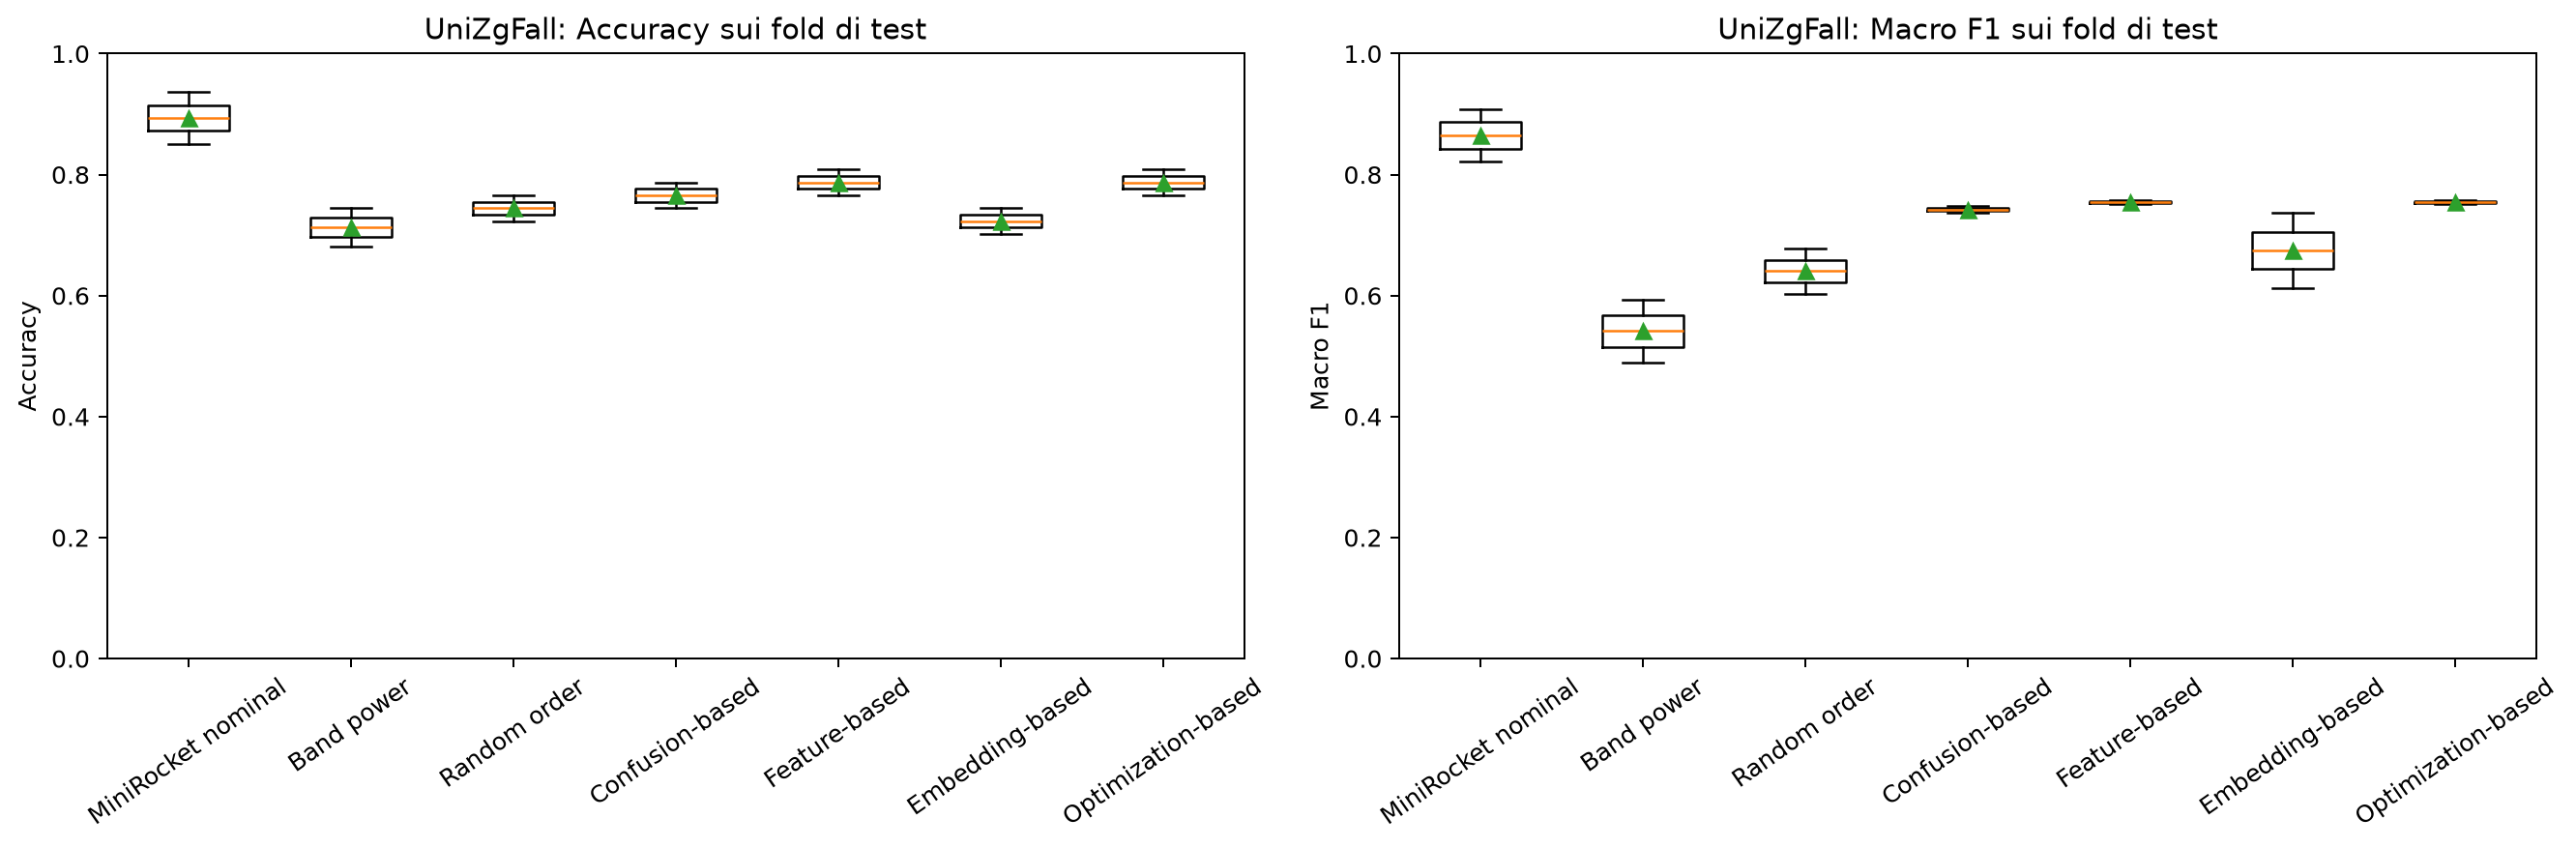 UniZgFall: Accuracy sui fold di test
1.0
0.8
0.6
0.4
0.2
0.0
Accuracy
MiniRocket nominal
Band power
Random order
Confusion-based
Feature-based
Embedding-based
Optimization-based
UniZgFall: Macro F1 sui fold di test
1.0
0.8
0.6
0.4
0.2
0.0
Macro F1
MiniRocket nominal
Band power
Random order
Confusion-based
Feature-based
Embedding-based
Optimization-based